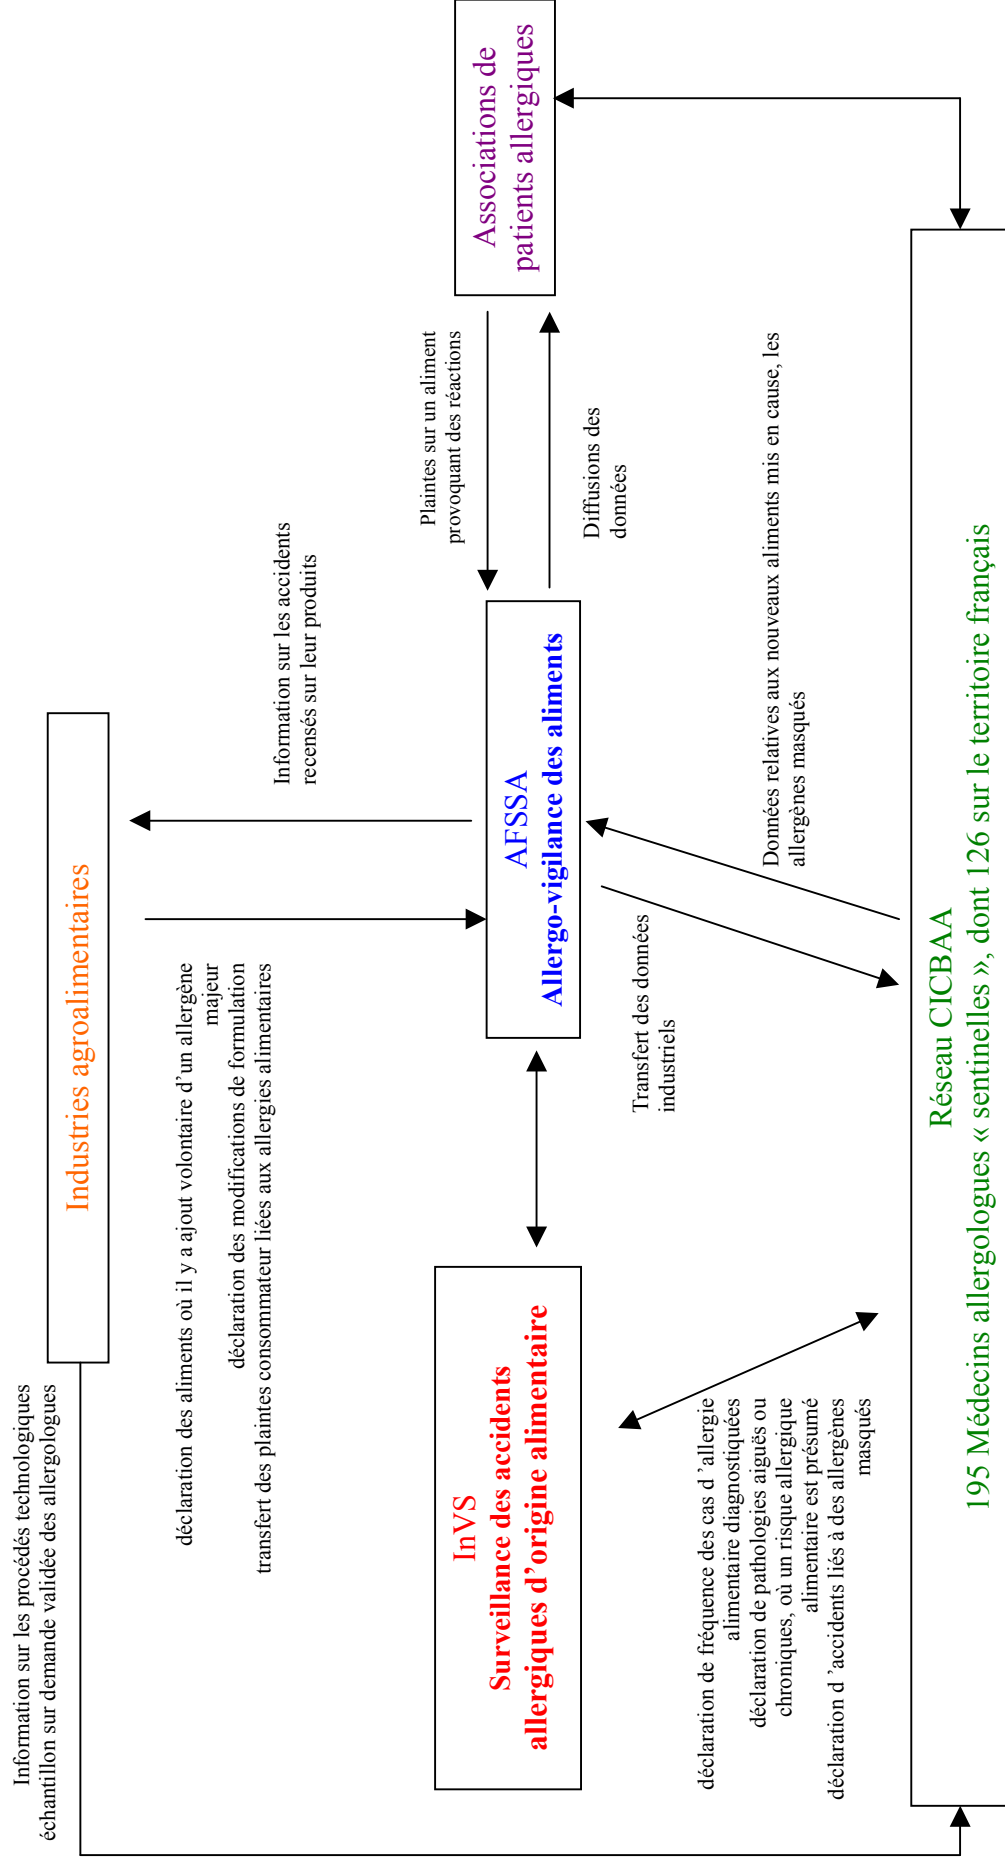 Information sur les procédés technologiques
échantillon sur demande validée des allergologues
Industries agroalimentaires
déclaration des aliments où il y a ajout volontaire d'un allergène
majeur
déclaration des modifications de formulation
transfert des plaintes consommateur liées aux allergies alimentaires
Information sur les accidents
recensés sur leur produits
InVS
Surveillance des accidents
allergiques d'origine alimentaire
AFSSA
Allergo-vigilance des aliments
Plaintes sur un aliment
provoquant des réactions
Diffusions des
données
Associations de
patients allergiques
déclaration de fréquence des cas d 'allergie
alimentaire diagnostiquées
déclaration de pathologies aiguës ou
chroniques, où un risque allergique
alimentaire est présumé
déclaration d 'accidents liés à des allergènes
masqués
Transfert des données
industriels
Données relatives aux nouveaux aliments mis en cause, les
allergènes masqués
Réseau CICBAA
195 Médecins allergologues « sentinelles », dont 126 sur le territoire français